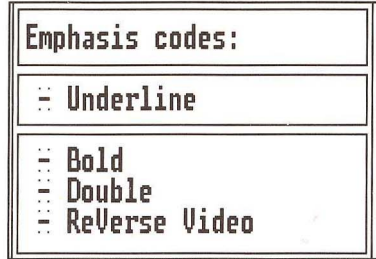 Emphasis codes:
- Underline
- Bold
- Double
- ReVerse Video